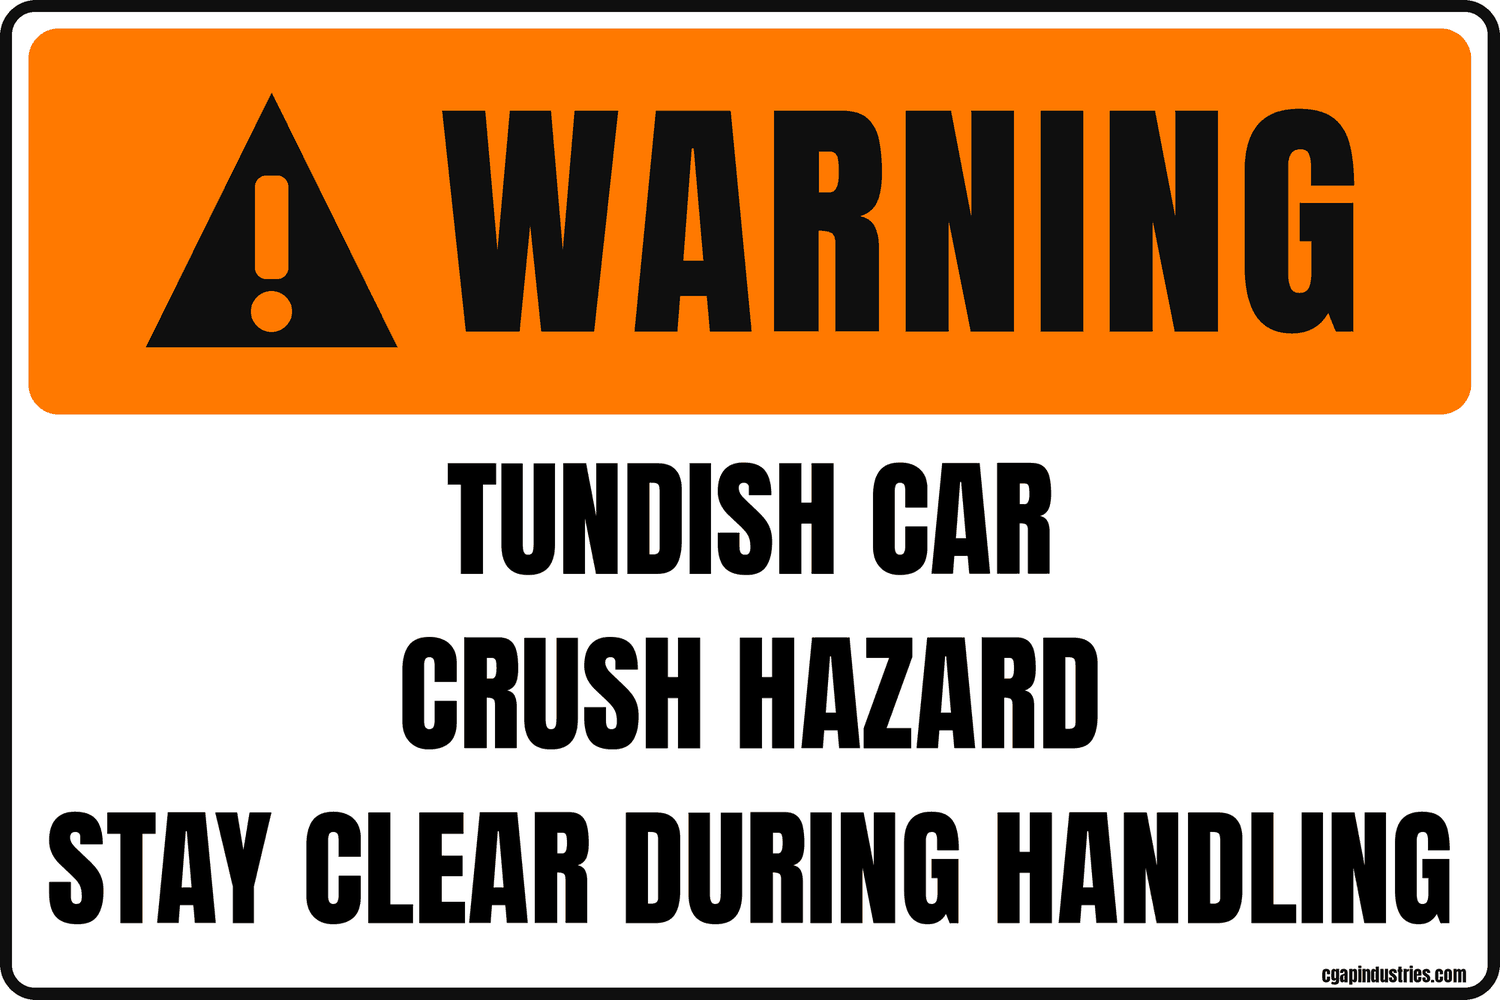 WARNING
TUNDISH CAR
CRUSH HAZARD
STAY CLEAR DURING HANDLING
cgapindustries.com